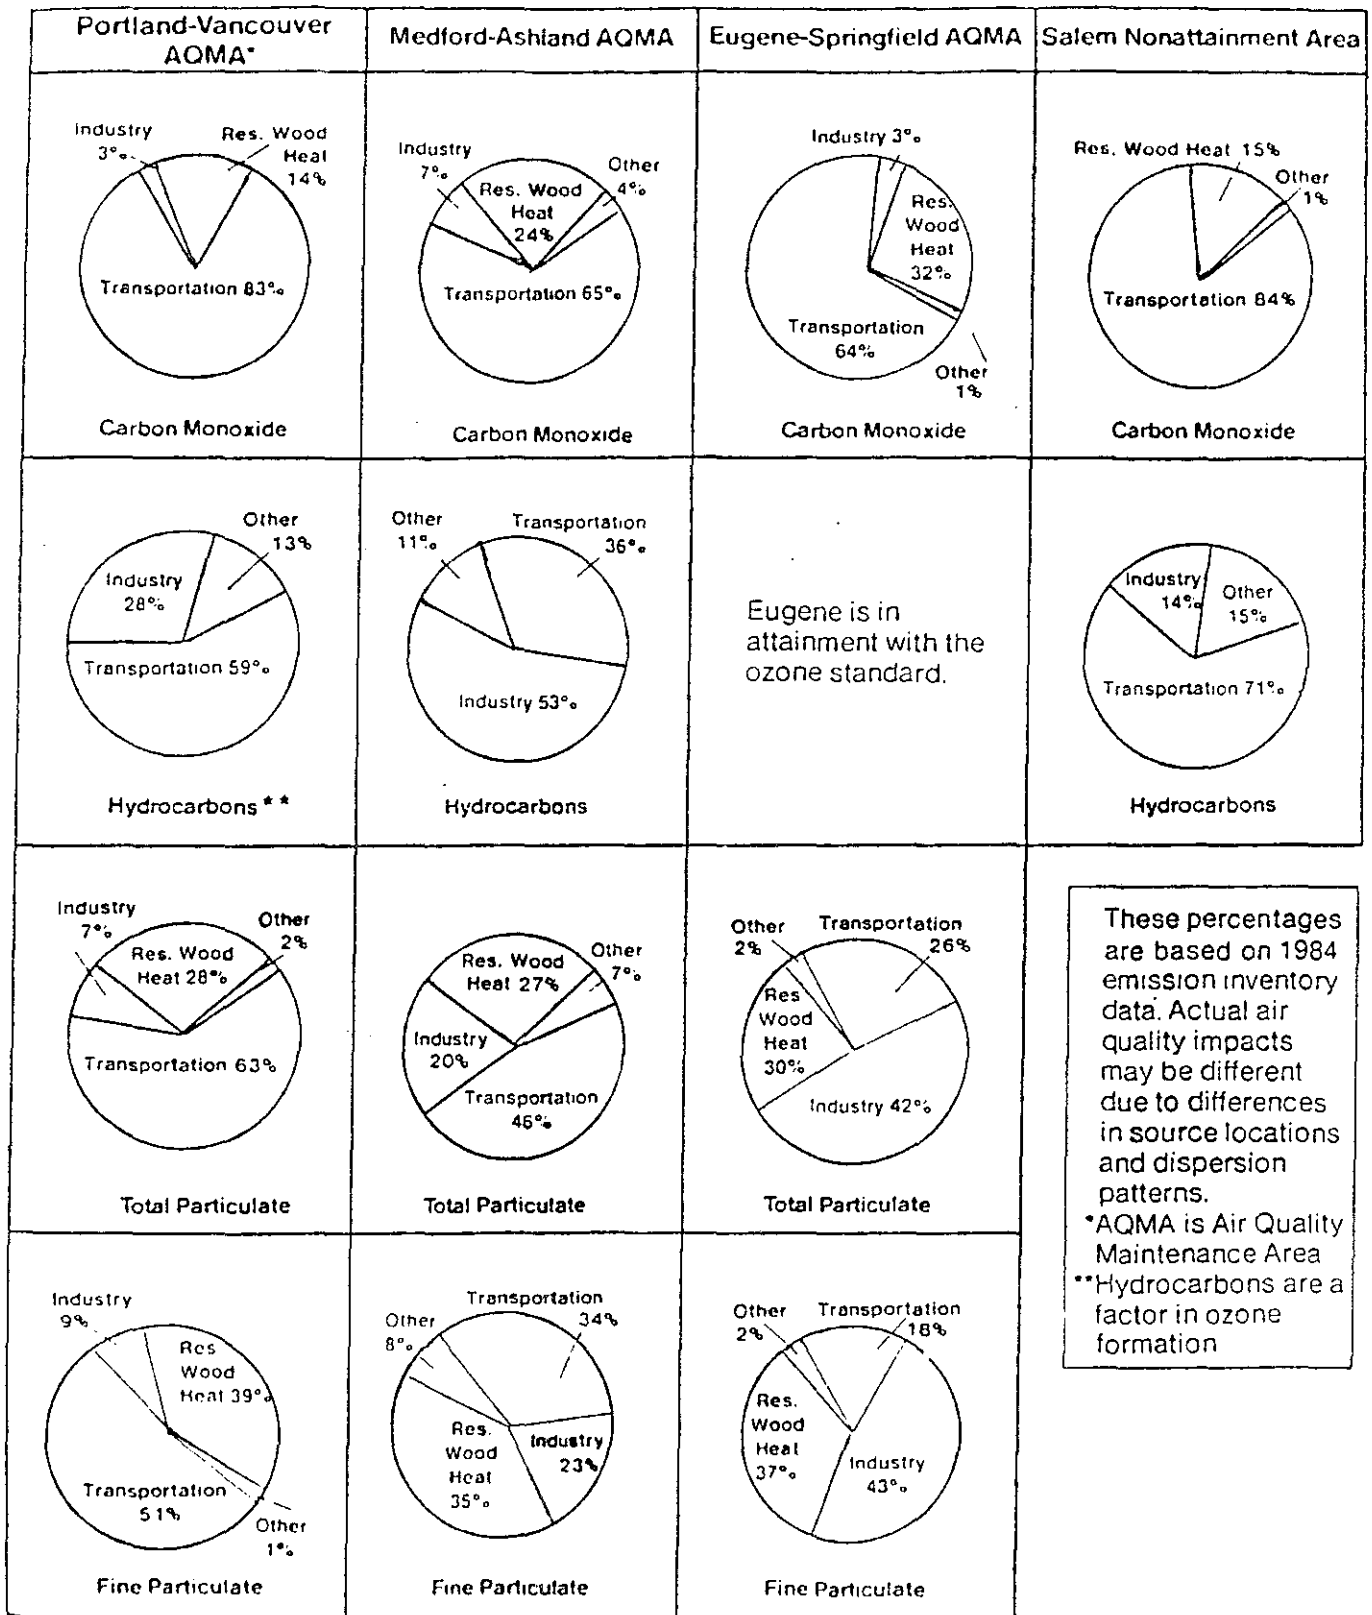 Portland-Vancouver
AQMA*
Medford-Ashland AQMA
Eugene-Springfield AQMA
Salem Nonattainment Area
Industry
3%
Res. Wood
Heat
14%
Transportation 83%
Carbon Monoxide
Industry
7%
Res. Wood
Heat
24%
Other
4%
Transportation 65%
Carbon Monoxide
Industry 3%
Res.
Wood
Heat
32%
Transportation
64%
Other
1%
Carbon Monoxide
Res. Wood Heat 15%
Other
1%
Transportation 84%
Carbon Monoxide
Other
13%
Industry
28%
Transportation 59%
Hydrocarbons**
Other
11%
Transportation
36%
Industry 53%
Hydrocarbons
Eugene is in
attainment with the
ozone standard.
Industry
14%
Other
15%
Transportation 71%
Hydrocarbons
Industry
7%
Res. Wood
Heat 28%
Other
2%
Transportation 63%
Total Particulate
Res. Wood
Heat 27%
Other
7%
Industry
20%
Transportation
46%
Total Particulate
Other
2%
Transportation
26%
Res
Wood
Heat
30%
Industry 42%
Total Particulate
These percentages
are based on 1984
emission inventory
data. Actual air
quality impacts
may be different
due to differences
in source locations
and dispersion
patterns.
*AQMA is Air Quality
Maintenance Area
**Hydrocarbons are a
factor in ozone
formation
Industry
9%
Res
Wood
Heat 39%
Transportation
51%
Other
1%
Fine Particulate
Transportation
34%
Other
8%
Res.
Wood
Heat
35%
Industry
23%
Fine Particulate
Other
2%
Transportation
18%
Res.
Wood
Heat
37%
Industry
43%
Fine Particulate